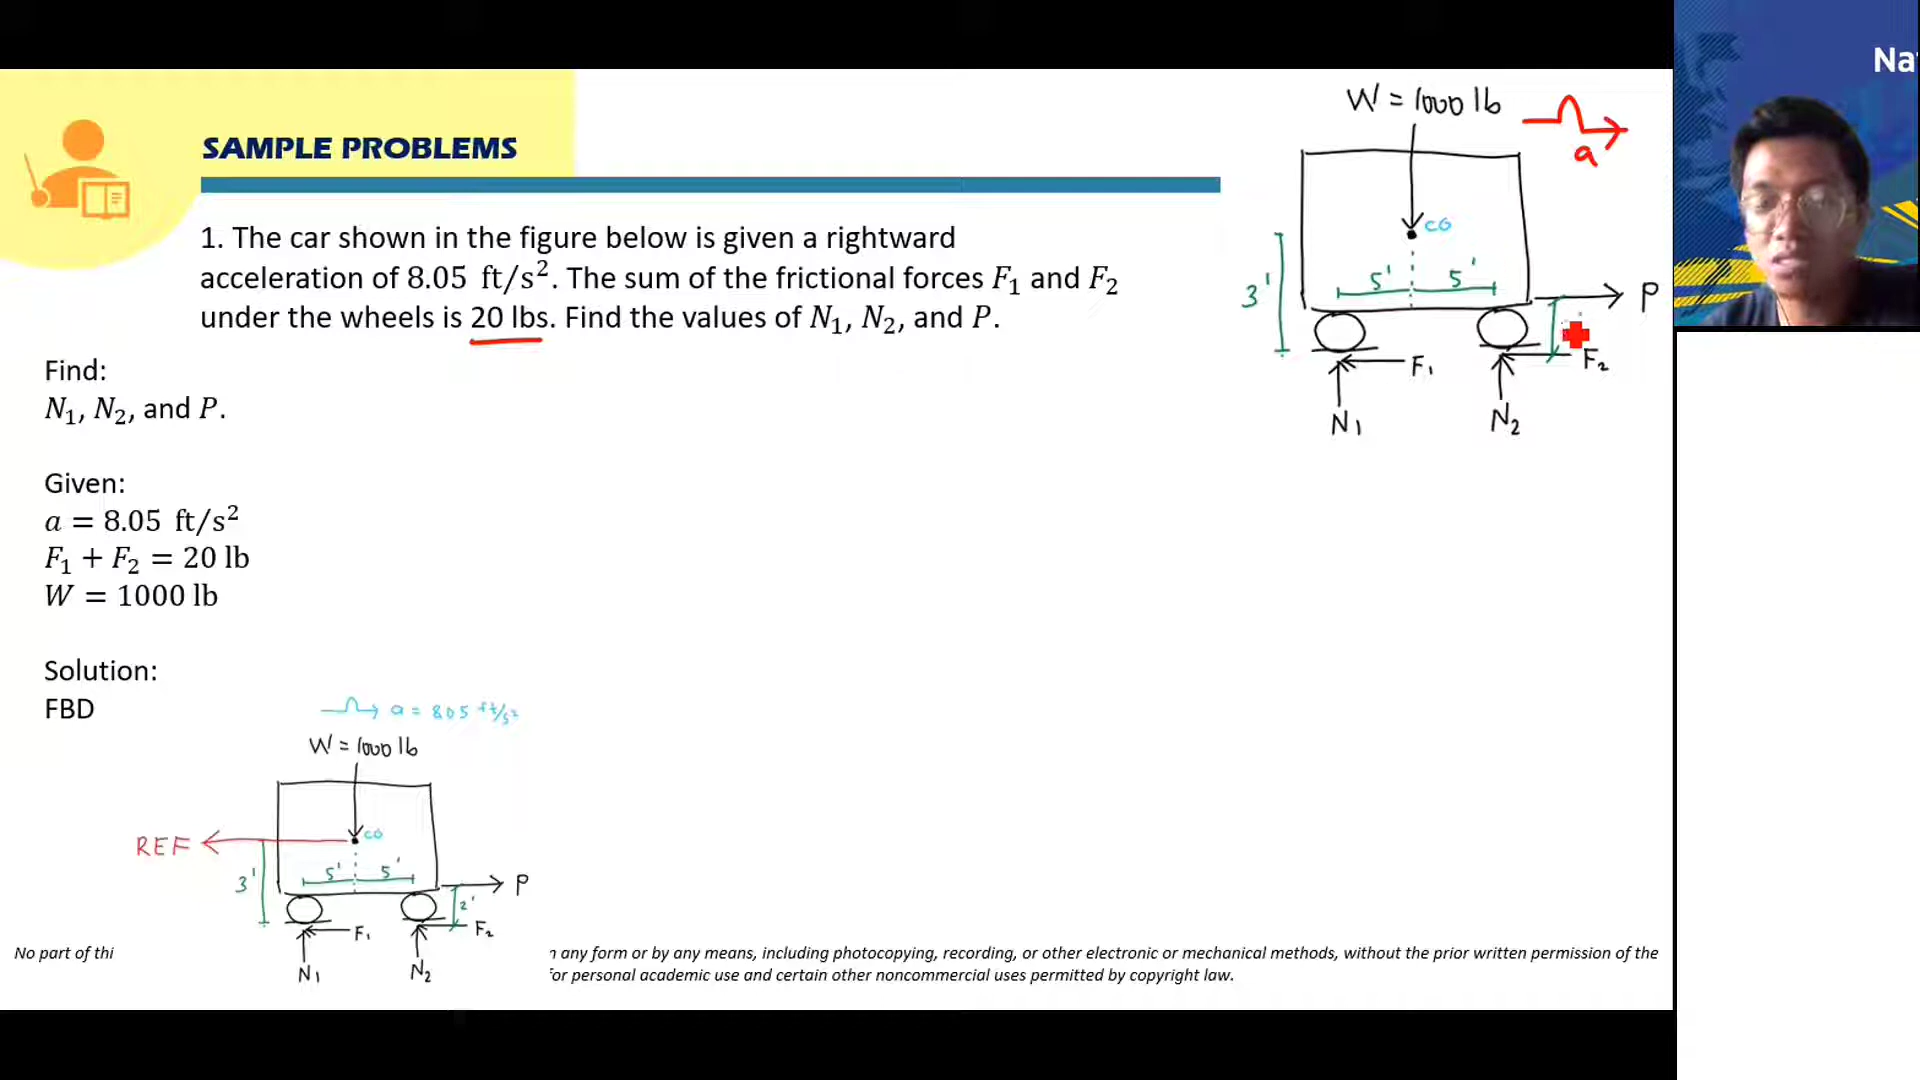 SAMPLE PROBLEMS
1. The car shown in the figure below is given a rightward
acceleration of 8.05 ft/s². The sum of the frictional forces F₁ and F₂
under the wheels is 20 lbs. Find the values of N₁, N₂, and P.
Find:
N₁, N₂, and P.
Given:
a = 8.05 ft/s²
F₁ + F₂ = 20 lb
W = 1000 lb
Solution:
FBD
a = 8.05 ft/s²
W = 1000 lb
CG
REF
5' 5'
3'
P
2'
F₁
F₂
N₁
N₂
W = 1000 lb
a
CG
5' 5'
3'
P
F₁
F₂
N₁
N₂
Na
No part of thi
any form or by any means, including photocopying, recording, or other electronic or mechanical methods, without the prior written permission of the
for personal academic use and certain other noncommercial uses permitted by copyright law.